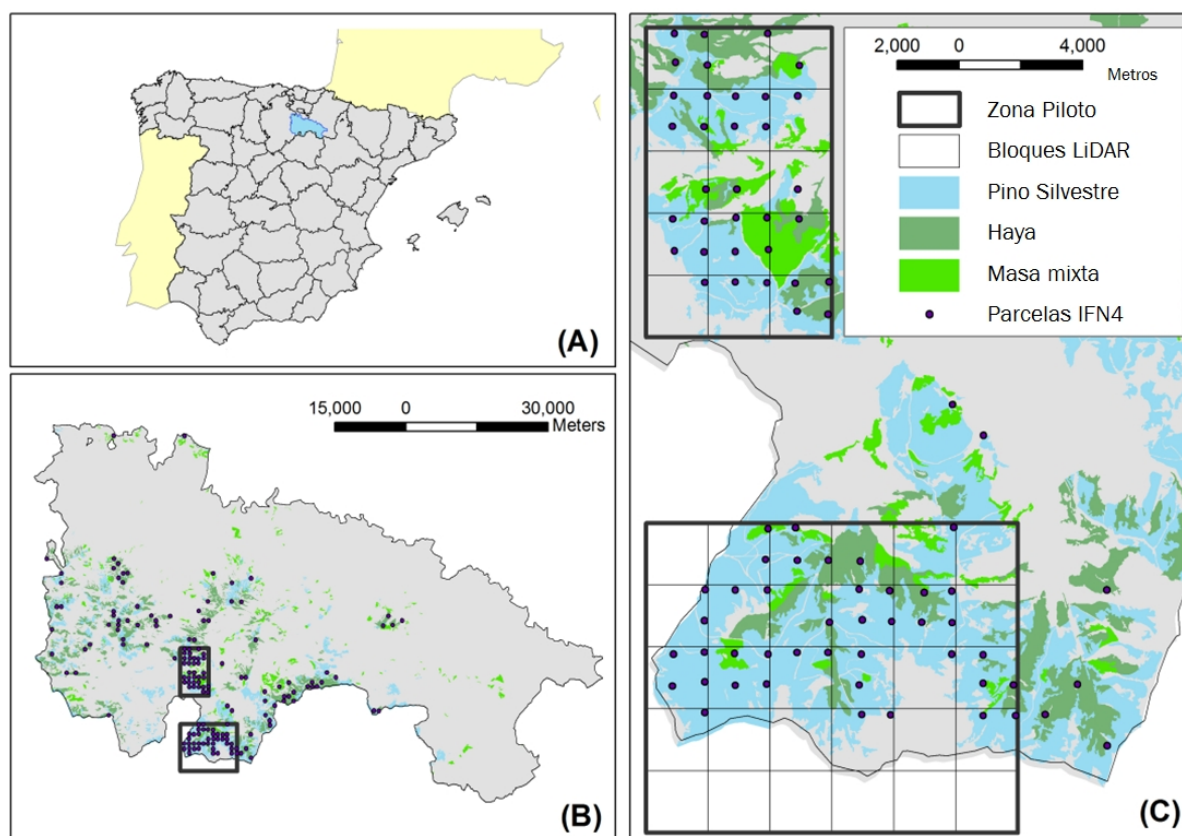 (A)
15,000 0 30,000
Meters
(B)
2,000 0 4,000
Metros
Zona Piloto
Bloques LiDAR
Pino Silvestre
Haya
Masa mixta
Parcelas IFN4
(C)